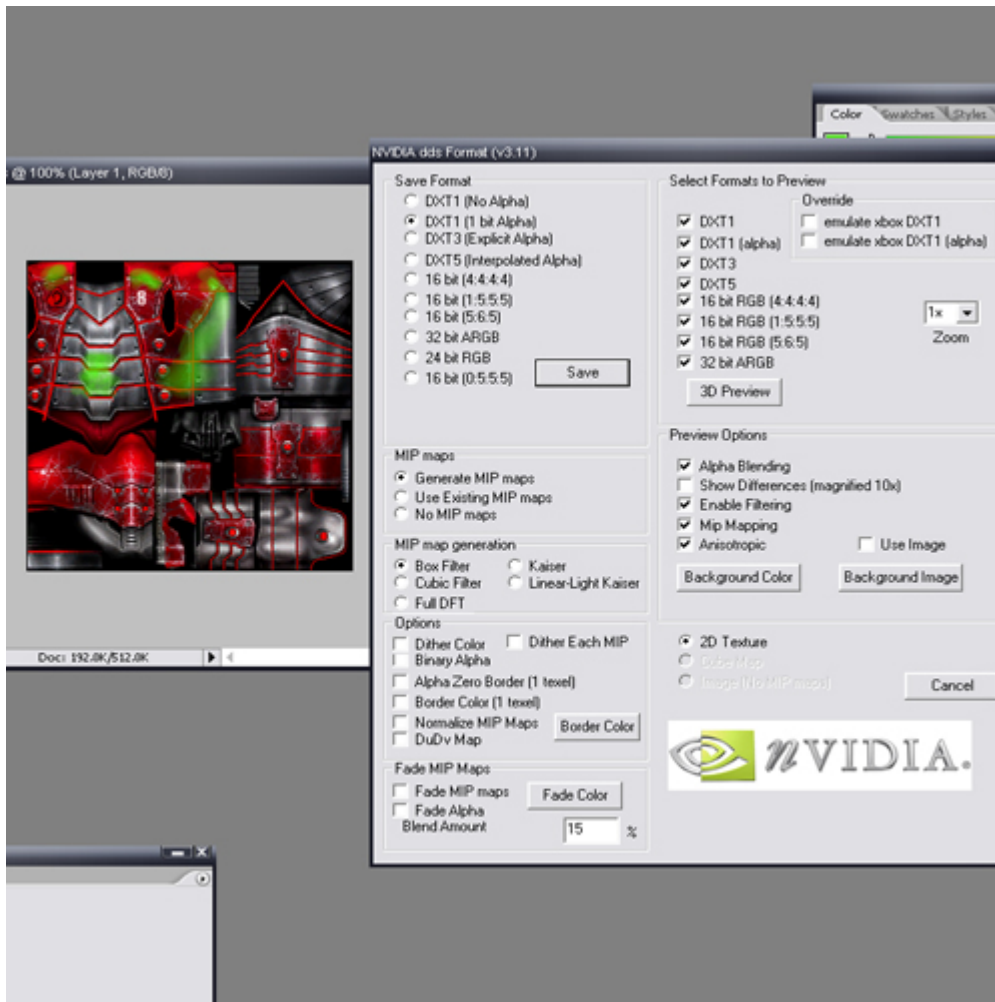 Color Swatches Styles
NVIDIA dds Format (v3.11)
@ 100% (Layer 1, RGB/8)
8
Doc: 192.0K/512.0K
Save Format
DXT1 (No Alpha)
DXT1 (1 bit Alpha)
DXT3 (Explicit Alpha)
DXT5 (Interpolated Alpha)
16 bit (4:4:4:4)
16 bit (1:5:5:5)
16 bit (5:6:5)
32 bit ARGB
24 bit RGB
16 bit (0:5:5:5)
Save
MIP maps
Generate MIP maps
Use Existing MIP maps
No MIP maps
MIP map generation
Box Filter Kaiser
Cubic Filter Linear-Light Kaiser
Full DFT
Options
Dither Color Dither Each MIP
Binary Alpha
Alpha Zero Border (1 texel)
Border Color (1 texel)
Normalize MIP Maps
Border Color
DuDv Map
Fade MIP Maps
Fade MIP maps
Fade Color
Fade Alpha
Blend Amount 15 %
Select Formats to Preview
Override
DXT1 emulate xbox DXT1
DXT1 (alpha) emulate xbox DXT1 (alpha)
DXT3
DXT5
16 bit RGB (4:4:4:4)
16 bit RGB (1:5:5:5)
16 bit RGB (5:6:5)
32 bit ARGB
1x
Zoom
3D Preview
Preview Options
Alpha Blending
Show Differences (magnified 10x)
Enable Filtering
Mip Mapping
Anisotropic Use Image
Background Color Background Image
2D Texture
Cube Map
Image (No MIP maps)
Cancel
nVIDIA.